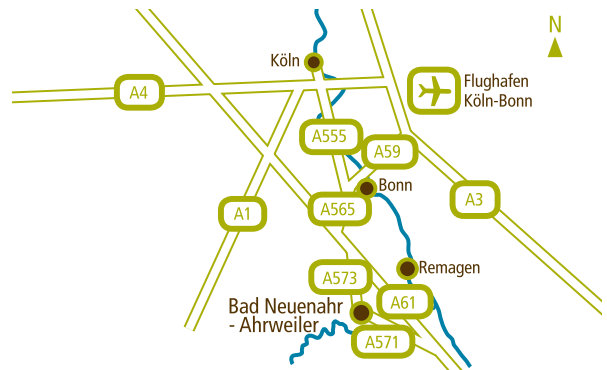 N
Köln
Flughafen
Köln-Bonn
A4
A555
A59
Bonn
A3
A565
A1
Remagen
A573
A61
Bad Neuenahr
- Ahrweiler
A571